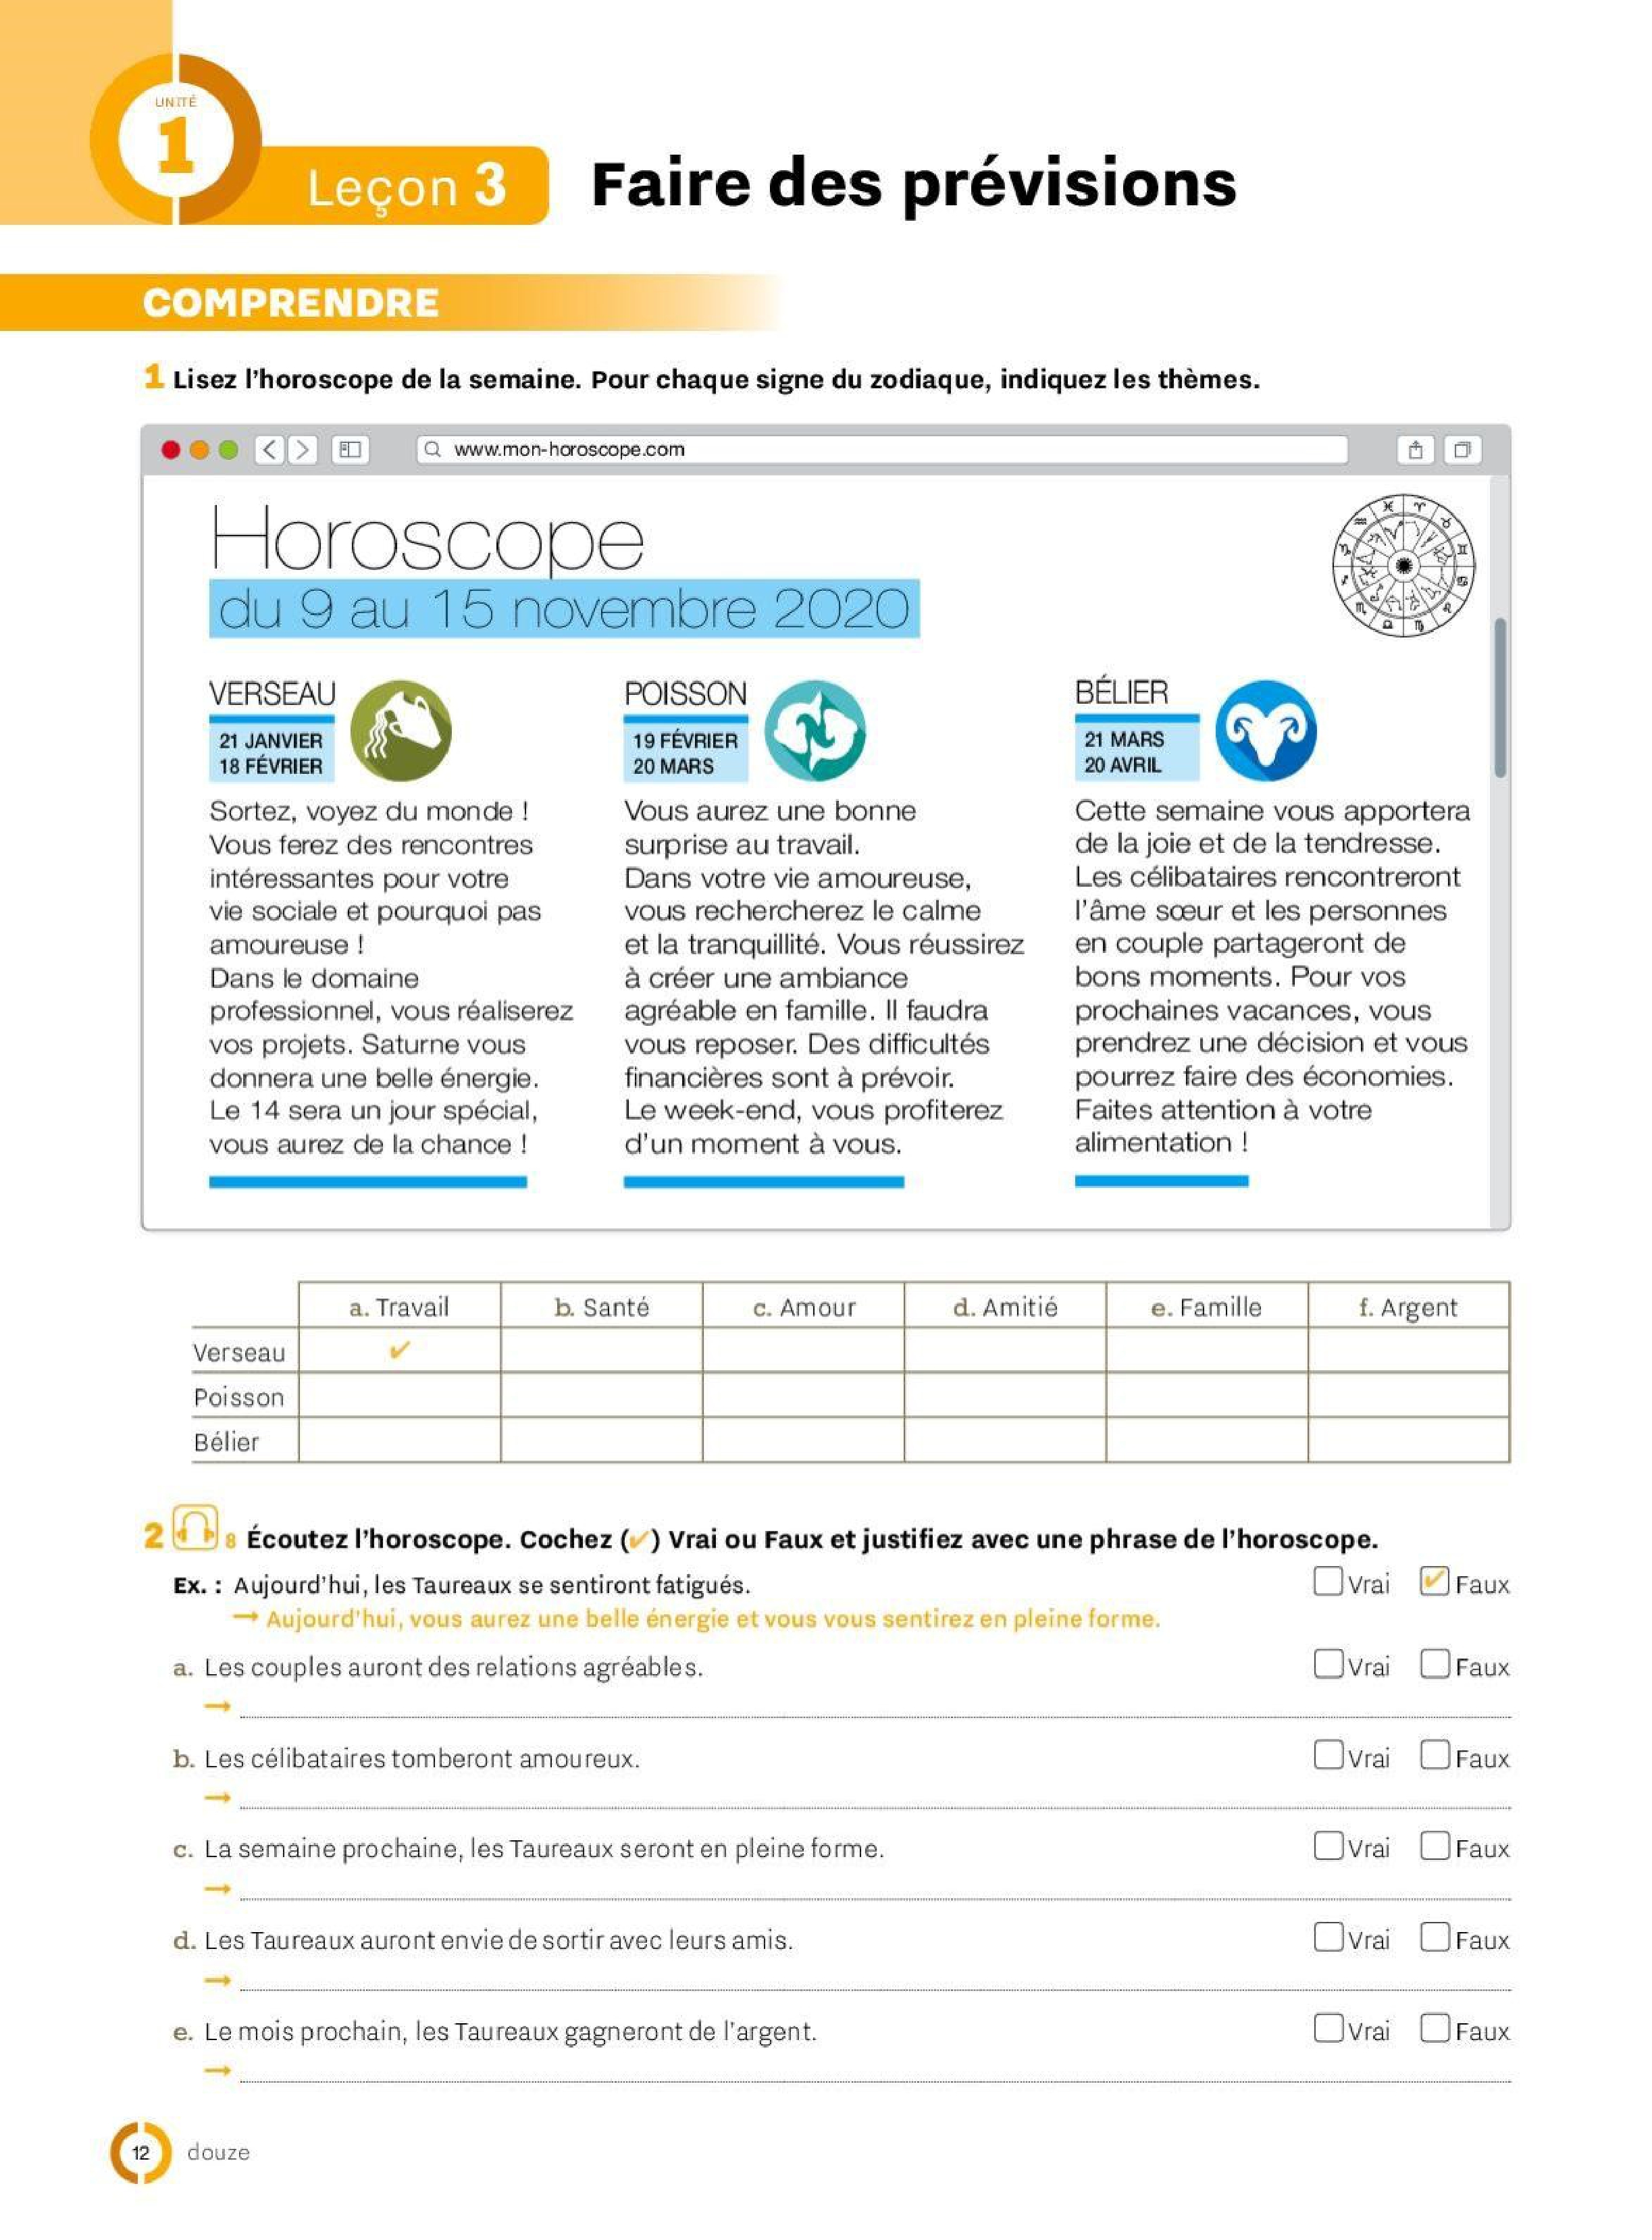 UNITÉ
1
Leçon 3
Faire des prévisions
COMPRENDRE
1 Lisez l'horoscope de la semaine. Pour chaque signe du zodiaque, indiquez les thèmes.
www.mon-horoscope.com
Horoscope
du 9 au 15 novembre 2020
VERSEAU
21 JANVIER
18 FÉVRIER
Sortez, voyez du monde !
Vous ferez des rencontres
intéressantes pour votre
vie sociale et pourquoi pas
amoureuse !
Dans le domaine
professionnel, vous réaliserez
vos projets. Saturne vous
donnera une belle énergie.
Le 14 sera un jour spécial,
vous aurez de la chance !
POISSON
19 FÉVRIER
20 MARS
Vous aurez une bonne
surprise au travail.
Dans votre vie amoureuse,
vous rechercherez le calme
et la tranquillité. Vous réussirez
à créer une ambiance
agréable en famille. Il faudra
vous reposer. Des difficultés
financières sont à prévoir.
Le week-end, vous profiterez
d'un moment à vous.
BÉLIER
21 MARS
20 AVRIL
Cette semaine vous apportera
de la joie et de la tendresse.
Les célibataires rencontreront
l'âme sœur et les personnes
en couple partageront de
bons moments. Pour vos
prochaines vacances, vous
prendrez une décision et vous
pourrez faire des économies.
Faites attention à votre
alimentation !
a. Travail b. Santé c. Amour d. Amitié e. Famille f. Argent
Verseau ✔
Poisson
Bélier
2 8 Écoutez l'horoscope. Cochez (✔) Vrai ou Faux et justifiez avec une phrase de l'horoscope.
Ex. : Aujourd'hui, les Taureaux se sentiront fatigués. ☐ Vrai ☑ Faux
→ Aujourd'hui, vous aurez une belle énergie et vous vous sentirez en pleine forme.
a. Les couples auront des relations agréables. ☐ Vrai ☐ Faux
→
b. Les célibataires tomberont amoureux. ☐ Vrai ☐ Faux
→
c. La semaine prochaine, les Taureaux seront en pleine forme. ☐ Vrai ☐ Faux
→
d. Les Taureaux auront envie de sortir avec leurs amis. ☐ Vrai ☐ Faux
→
e. Le mois prochain, les Taureaux gagneront de l'argent. ☐ Vrai ☐ Faux
→
12 douze